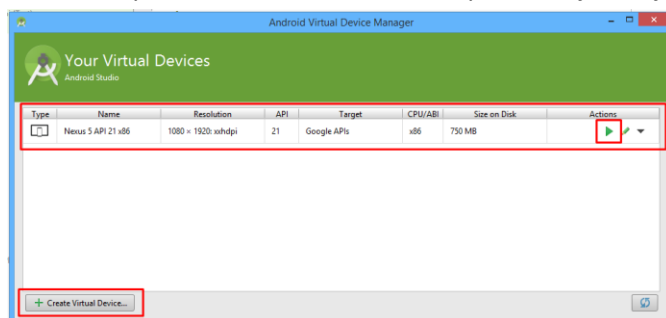 Android Virtual Device Manager
Your Virtual Devices
Android Studio
Type Name Resolution API Target CPU/ABI Size on Disk Actions
Nexus 5 API 21 x86 1080 × 1920: xxhdpi 21 Google APIs x86 750 MB
Create Virtual Device...